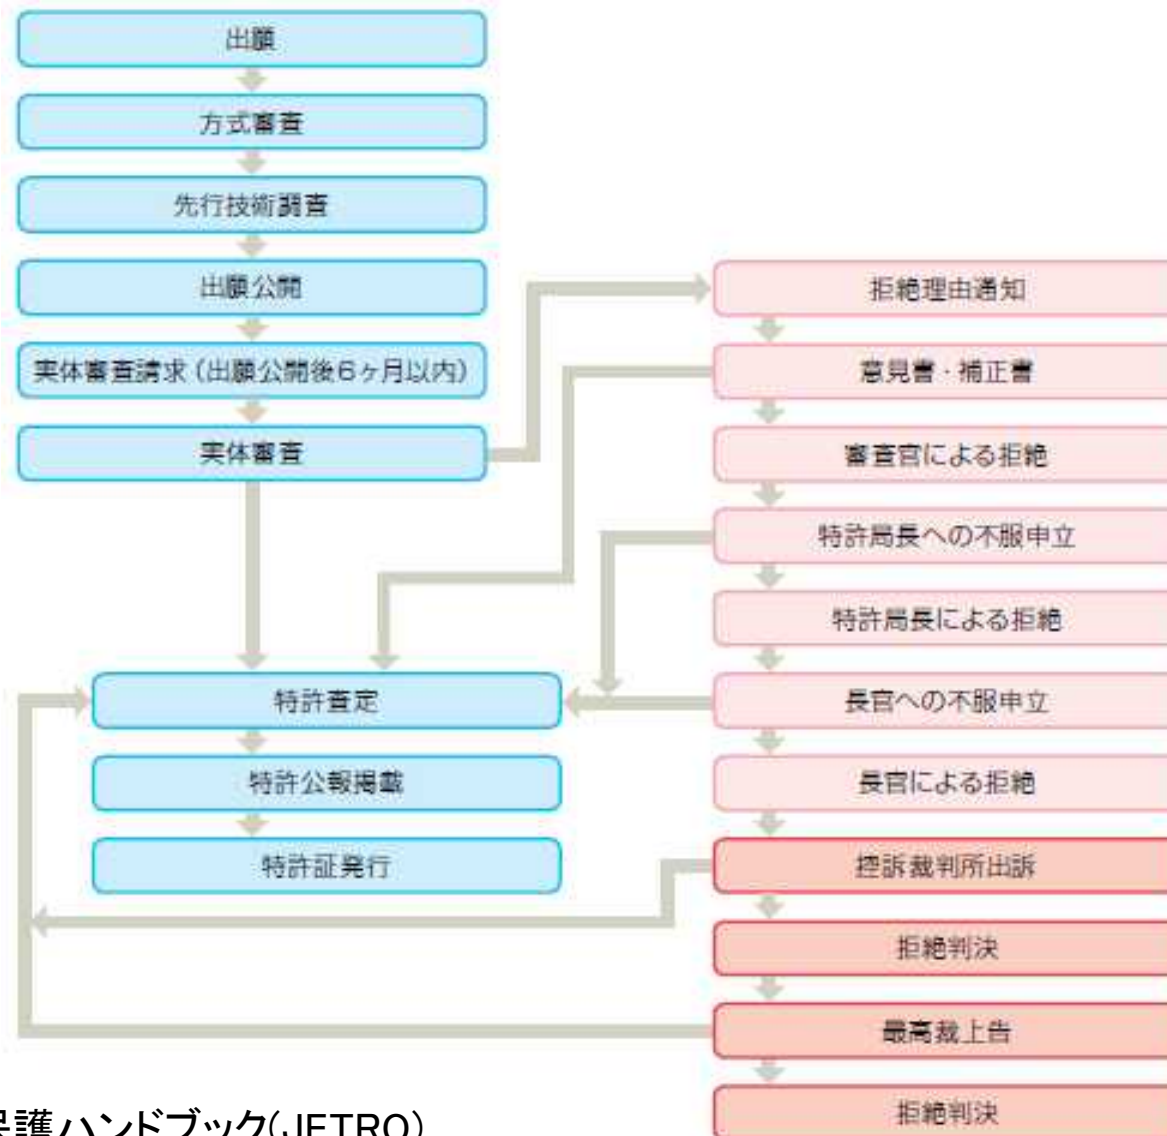 出願
方式審査
先行技術調査
出願公開
実体審査請求(出願公開後6ヶ月以内)
実体審査
特許査定
特許公報掲載
特許証発行
拒絶理由通知
意見書・補正書
審査官による拒絶
特許局長への不服申立
特許局長による拒絶
長官への不服申立
長官による拒絶
控訴裁判所出訴
拒絶判決
最高裁上告
拒絶判決
保護ハンドブック(JETRO)